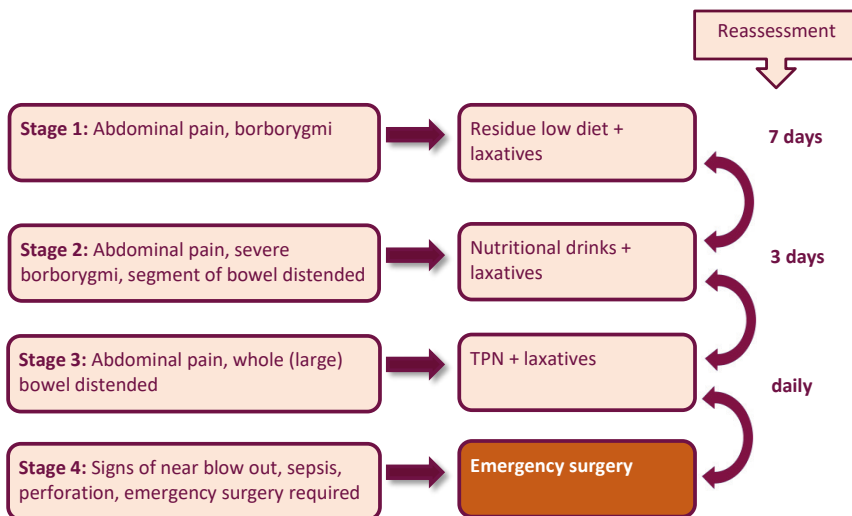 Reassessment
Stage 1: Abdominal pain, borborygmi
Residue low diet +
laxatives
7 days
Stage 2: Abdominal pain, severe
borborygmi, segment of bowel distended
Nutritional drinks +
laxatives
3 days
Stage 3: Abdominal pain, whole (large)
bowel distended
TPN + laxatives
daily
Stage 4: Signs of near blow out, sepsis,
perforation, emergency surgery required
Emergency surgery